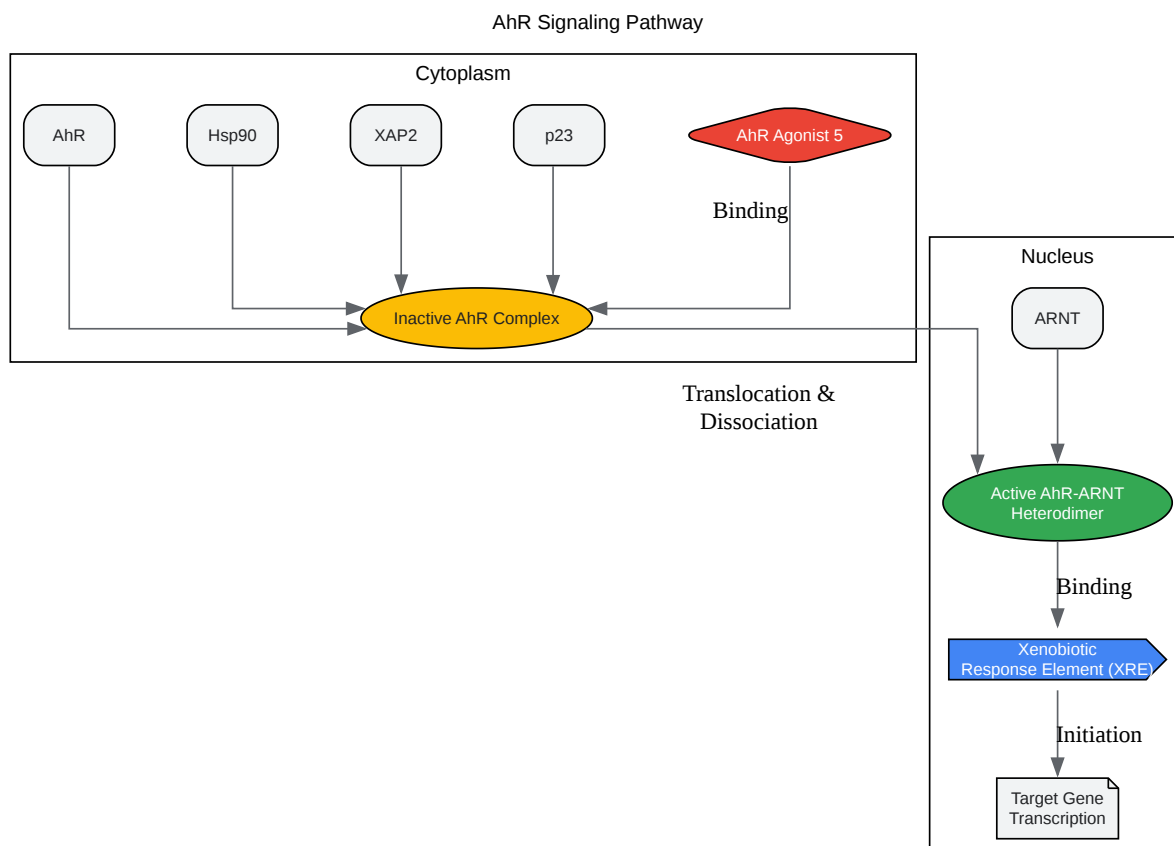 AhR Signaling Pathway
Cytoplasm
AhR
Hsp90
XAP2
p23
AhR Agonist 5
Binding
Inactive AhR Complex
Translocation &
Dissociation
Nucleus
ARNT
Active AhR-ARNT
Heterodimer
Binding
Xenobiotic
Response Element (XRE)
Initiation
Target Gene
Transcription